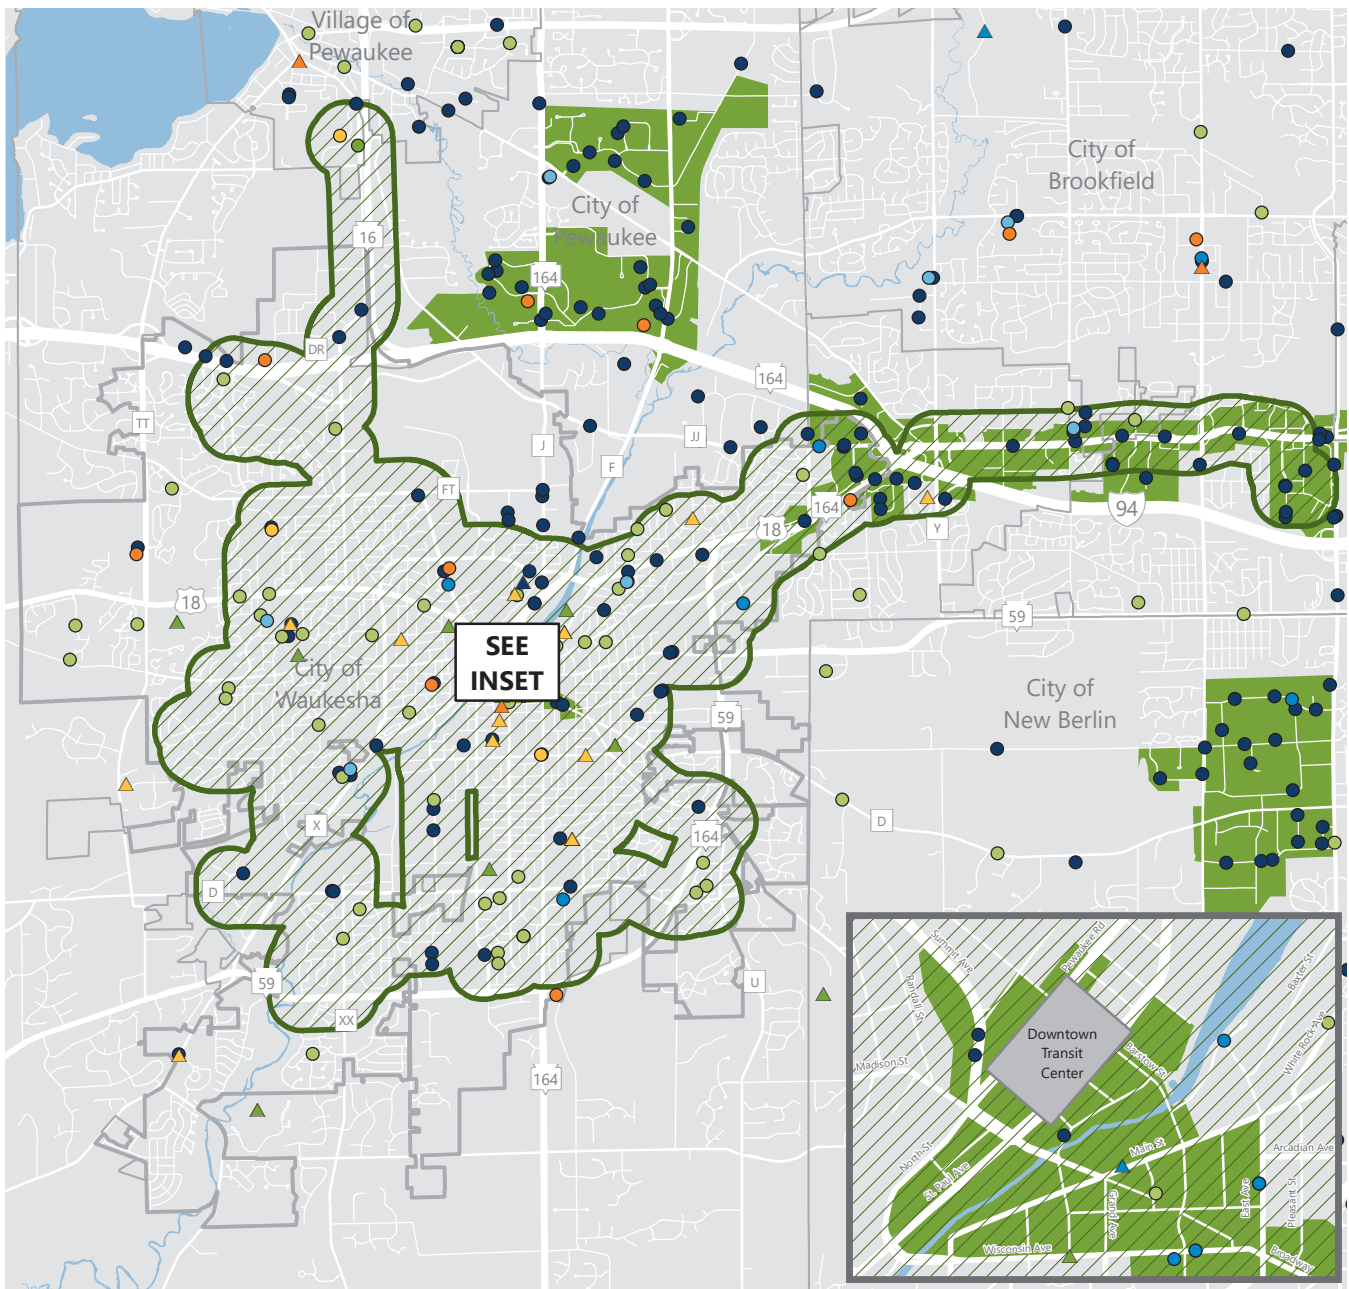 Village of
Pewaukee
City of
Brookfield
City of
Pewaukee
16
164
DR
164
TT
J
JJ
F
FT
164
18
94
Y
18
59
SEE
INSET
City of
Waukesha
City of
New Berlin
59
X
164
D
D
59
U
XX
164
Summit Ave
Pewaukee Rd
Baxter St
Randall St
White Rock Ave
Downtown
Transit
Center
Barstow St
Madison St
Main St
Arcadian Ave
North St
St. Paul Ave
Grand Ave
East Ave
Pleasant St
Wisconsin Ave
Broadway